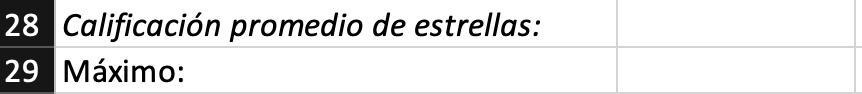 28 Calificación promedio de estrellas:
29 Máximo: